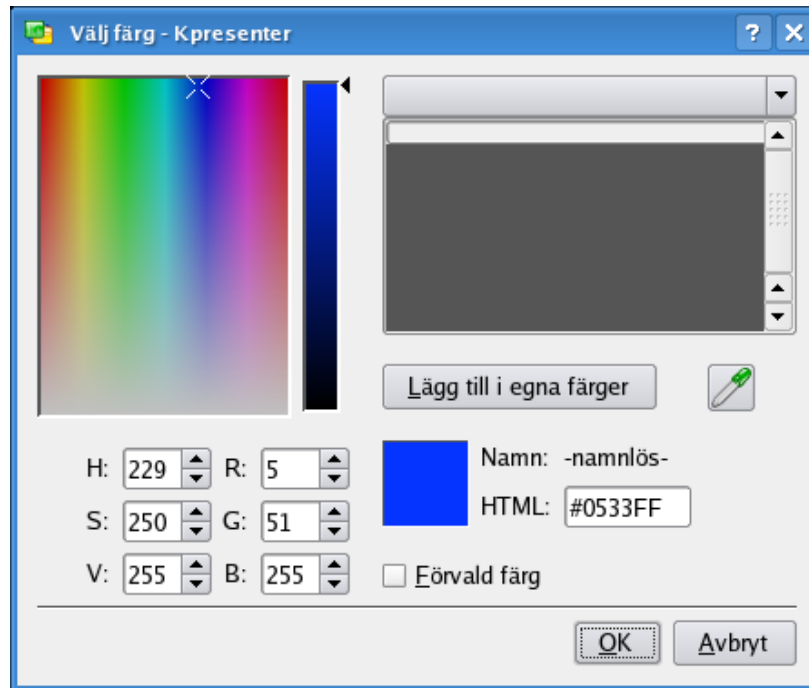 Välj färg - Kpresenter
Lägg till i egna färger
H: 229 R: 5
S: 250 G: 51
V: 255 B: 255
Namn: -namnlös-
HTML: #0533FF
Förvald färg
OK Avbryt